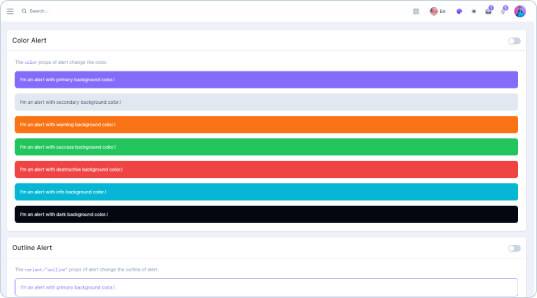 Search...
En
Color Alert
The color props of alert change the color.
I'm an alert with primary background color.!
I'm an alert with secondary background color.!
I'm an alert with warning background color.!
I'm an alert with success background color.!
I'm an alert with destructive background color.!
I'm an alert with info background color.!
I'm an alert with dark background color.!
Outline Alert
The variant="outline" props of alert change the outline of alert.
I'm an alert with primary background color.!